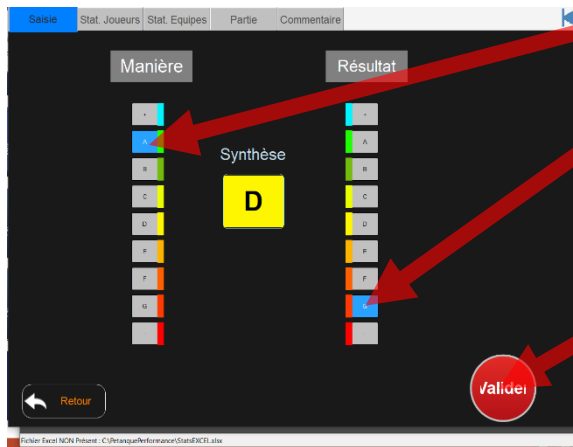 Saisie Stat. Joueurs Stat. Equipes Partie Commentaire
Manière Résultat
+ +
A A
Synthèse
B B
C C
D
D D
E E
F F
G G
Valider
Retour
Fichier Excel NON Présent : C:\PetanquePerformance\StatsEXCEL.xlsx